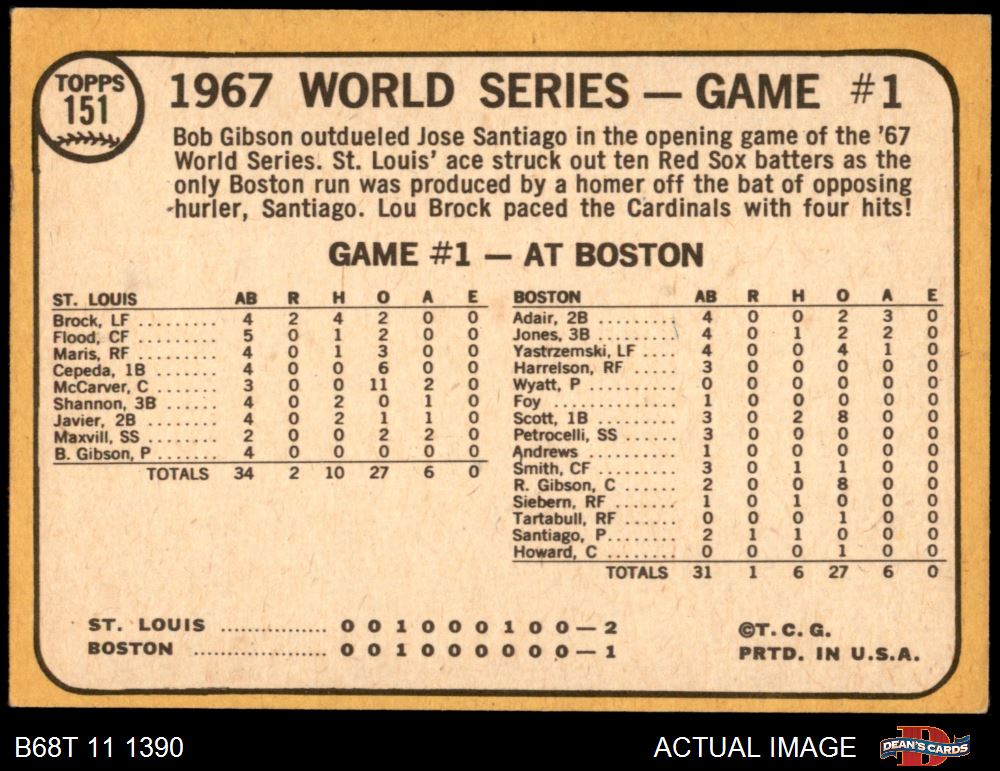 TOPPS
151
1967 WORLD SERIES — GAME #1
Bob Gibson outdueled Jose Santiago in the opening game of the '67
World Series. St. Louis' ace struck out ten Red Sox batters as the
only Boston run was produced by a homer off the bat of opposing
hurler, Santiago. Lou Brock paced the Cardinals with four hits!
GAME #1 — AT BOSTON
ST. LOUIS AB R H O A E
Brock, LF ......... 4 2 4 2 0 0
Flood, CF ......... 5 0 1 2 0 0
Maris, RF ......... 4 0 1 3 0 0
Cepeda, 1B ........ 4 0 0 6 0 0
McCarver, C ....... 3 0 0 11 2 0
Shannon, 3B ...... 4 0 2 0 1 0
Javier, 2B ........ 4 0 2 1 1 0
Maxvill, SS ........ 2 0 0 2 2 0
B. Gibson, P ....... 4 0 0 0 0 0
TOTALS 34 2 10 27 6 0
BOSTON AB R H O A E
Adair, 2B .......... 4 0 0 2 3 0
Jones, 3B .......... 4 0 1 2 2 0
Yastrzemski, LF .... 4 0 0 4 1 0
Harrelson, RF ...... 3 0 0 0 0 0
Wyatt, P ........... 0 0 0 0 0 0
Foy ................ 1 0 0 0 0 0
Scott, 1B .......... 3 0 2 8 0 0
Petrocelli, SS ...... 3 0 0 0 0 0
Andrews ........... 1 0 0 0 0 0
Smith, CF .......... 3 0 1 1 0 0
R. Gibson, C ....... 2 0 0 8 0 0
Siebern, RF ........ 1 0 1 0 0 0
Tartabull, RF ....... 0 0 0 1 0 0
Santiago, P......... 2 1 1 0 0 0
Howard, C ......... 0 0 0 1 0 0
TOTALS 31 1 6 27 6 0
ST. LOUIS .............. 0 0 1 0 0 0 1 0 0 — 2
BOSTON ................. 0 0 1 0 0 0 0 0 0 — 1
©T. C. G.
PRTD. IN U.S.A.
B68T 11 1390
ACTUAL IMAGE
DEAN'S CARDS